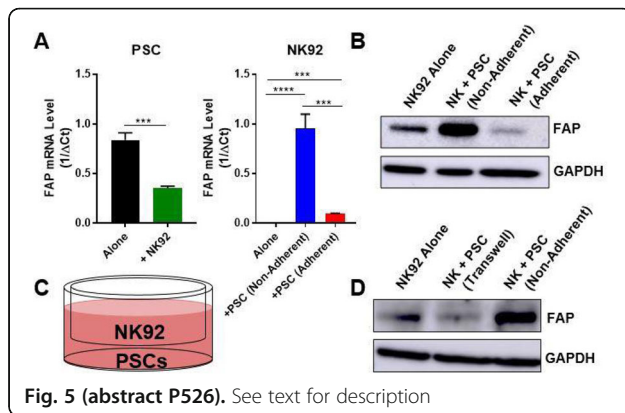 A
PSC
FAP mRNA Level
(1/ΔCt)
1.0
0.5
0.0
***
Alone
+ NK92
NK92
FAP mRNA Level
(1/ΔCt)
1.5
1.0
0.5
0.0
***
****
***
Alone
+PSC (Non-Adherent)
+PSC (Adherent)
B
NK92 Alone
NK + PSC
(Non-Adherent)
NK + PSC
(Adherent)
FAP
GAPDH
C
NK92
PSCs
D
NK92 Alone
NK + PSC
(Transwell)
NK + PSC
(Non-Adherent)
FAP
GAPDH
Fig. 5 (abstract P526). See text for description